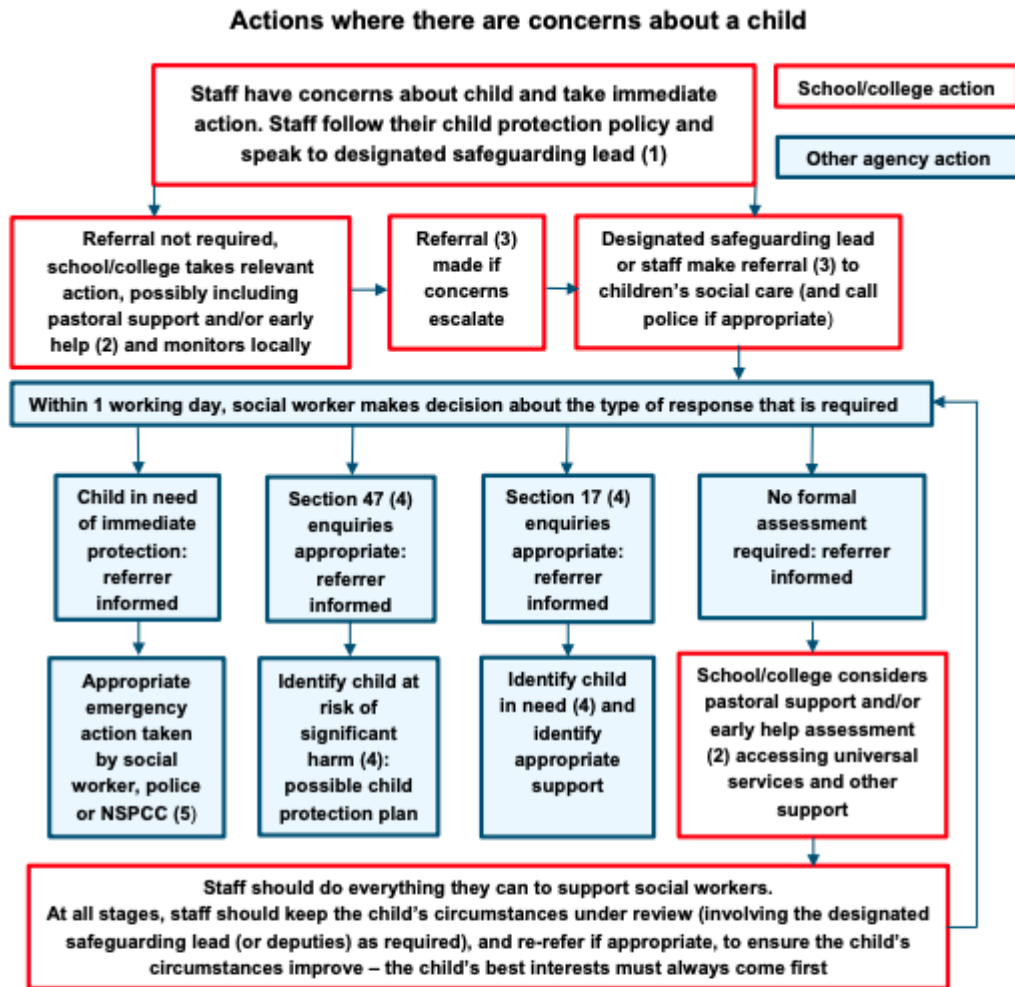 Actions where there are concerns about a child
Staff have concerns about child and take immediate
action. Staff follow their child protection policy and
speak to designated safeguarding lead (1)
School/college action
Other agency action
Referral not required,
school/college takes relevant
action, possibly including
pastoral support and/or early
help (2) and monitors locally
Referral (3)
made if
concerns
escalate
Designated safeguarding lead
or staff make referral (3) to
children’s social care (and call
police if appropriate)
Within 1 working day, social worker makes decision about the type of response that is required
Child in need
of immediate
protection:
referrer
informed
Section 47 (4)
enquiries
appropriate:
referrer
informed
Section 17 (4)
enquiries
appropriate:
referrer
informed
No formal
assessment
required: referrer
informed
Appropriate
emergency
action taken
by social
worker, police
or NSPCC (5)
Identify child at
risk of
significant
harm (4):
possible child
protection plan
Identify child
in need (4) and
identify
appropriate
support
School/college considers
pastoral support and/or
early help assessment
(2) accessing universal
services and other
support
Staff should do everything they can to support social workers.
At all stages, staff should keep the child’s circumstances under review (involving the designated
safeguarding lead (or deputies) as required), and re-refer if appropriate, to ensure the child’s
circumstances improve – the child’s best interests must always come first